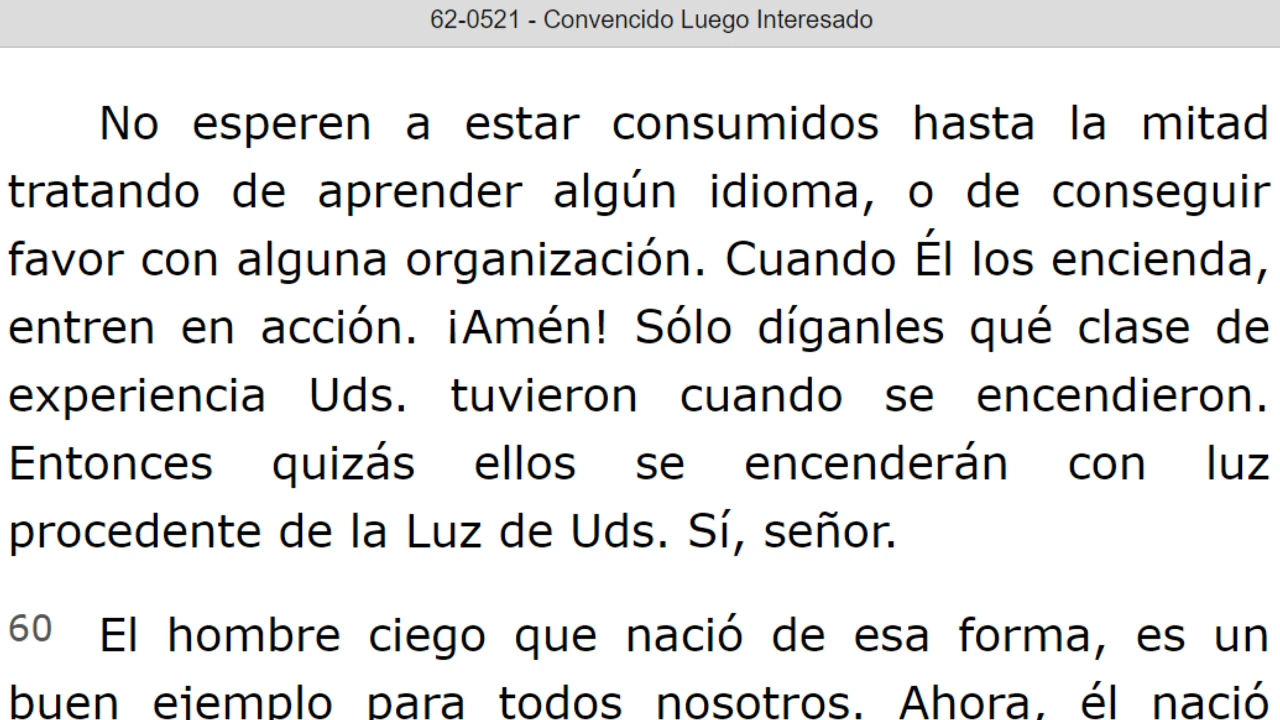 62-0521 - Convencido Luego Interesado
No esperen a estar consumidos hasta la mitad
tratando de aprender algún idioma, o de conseguir
favor con alguna organización. Cuando Él los encienda,
entren en acción. ¡Amén! Sólo díganles qué clase de
experiencia Uds. tuvieron cuando se encendieron.
Entonces quizás ellos se encenderán con luz
procedente de la Luz de Uds. Sí, señor.
60 El hombre ciego que nació de esa forma, es un
buen ejemplo para todos nosotros. Ahora, él nació